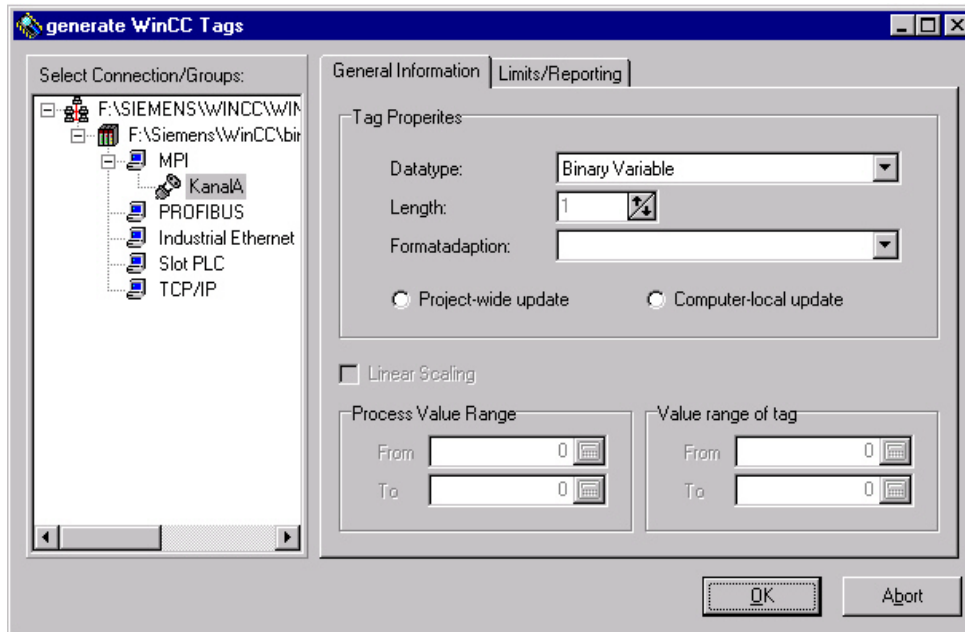 generate WinCC Tags
Select Connection/Groups:
F:\SIEMENS\WINCC\WIN
F:\Siemens\WinCC\bin
MPI
KanalA
PROFIBUS
Industrial Ethernet
Slot PLC
TCP/IP
General Information
Limits/Reporting
Tag Properites
Datatype:
Binary Variable
Length:
1
Formatadaption:
Project-wide update
Computer-local update
Linear Scaling
Process Value Range
From
0
To
0
Value range of tag
From
0
To
0
OK
Abort